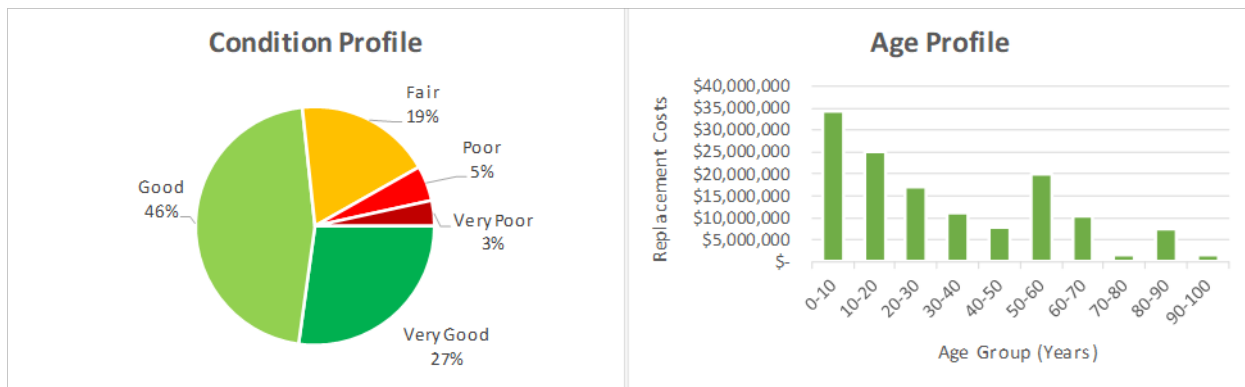 Condition Profile
Fair
19%
Poor
5%
Good
46%
Very Poor
3%
Very Good
27%
Age Profile
Replacement Costs
$40,000,000
$35,000,000
$30,000,000
$25,000,000
$20,000,000
$15,000,000
$10,000,000
$5,000,000
$-
0-10
10-20
20-30
30-40
40-50
50-60
60-70
70-80
80-90
90-100
Age Group (Years)